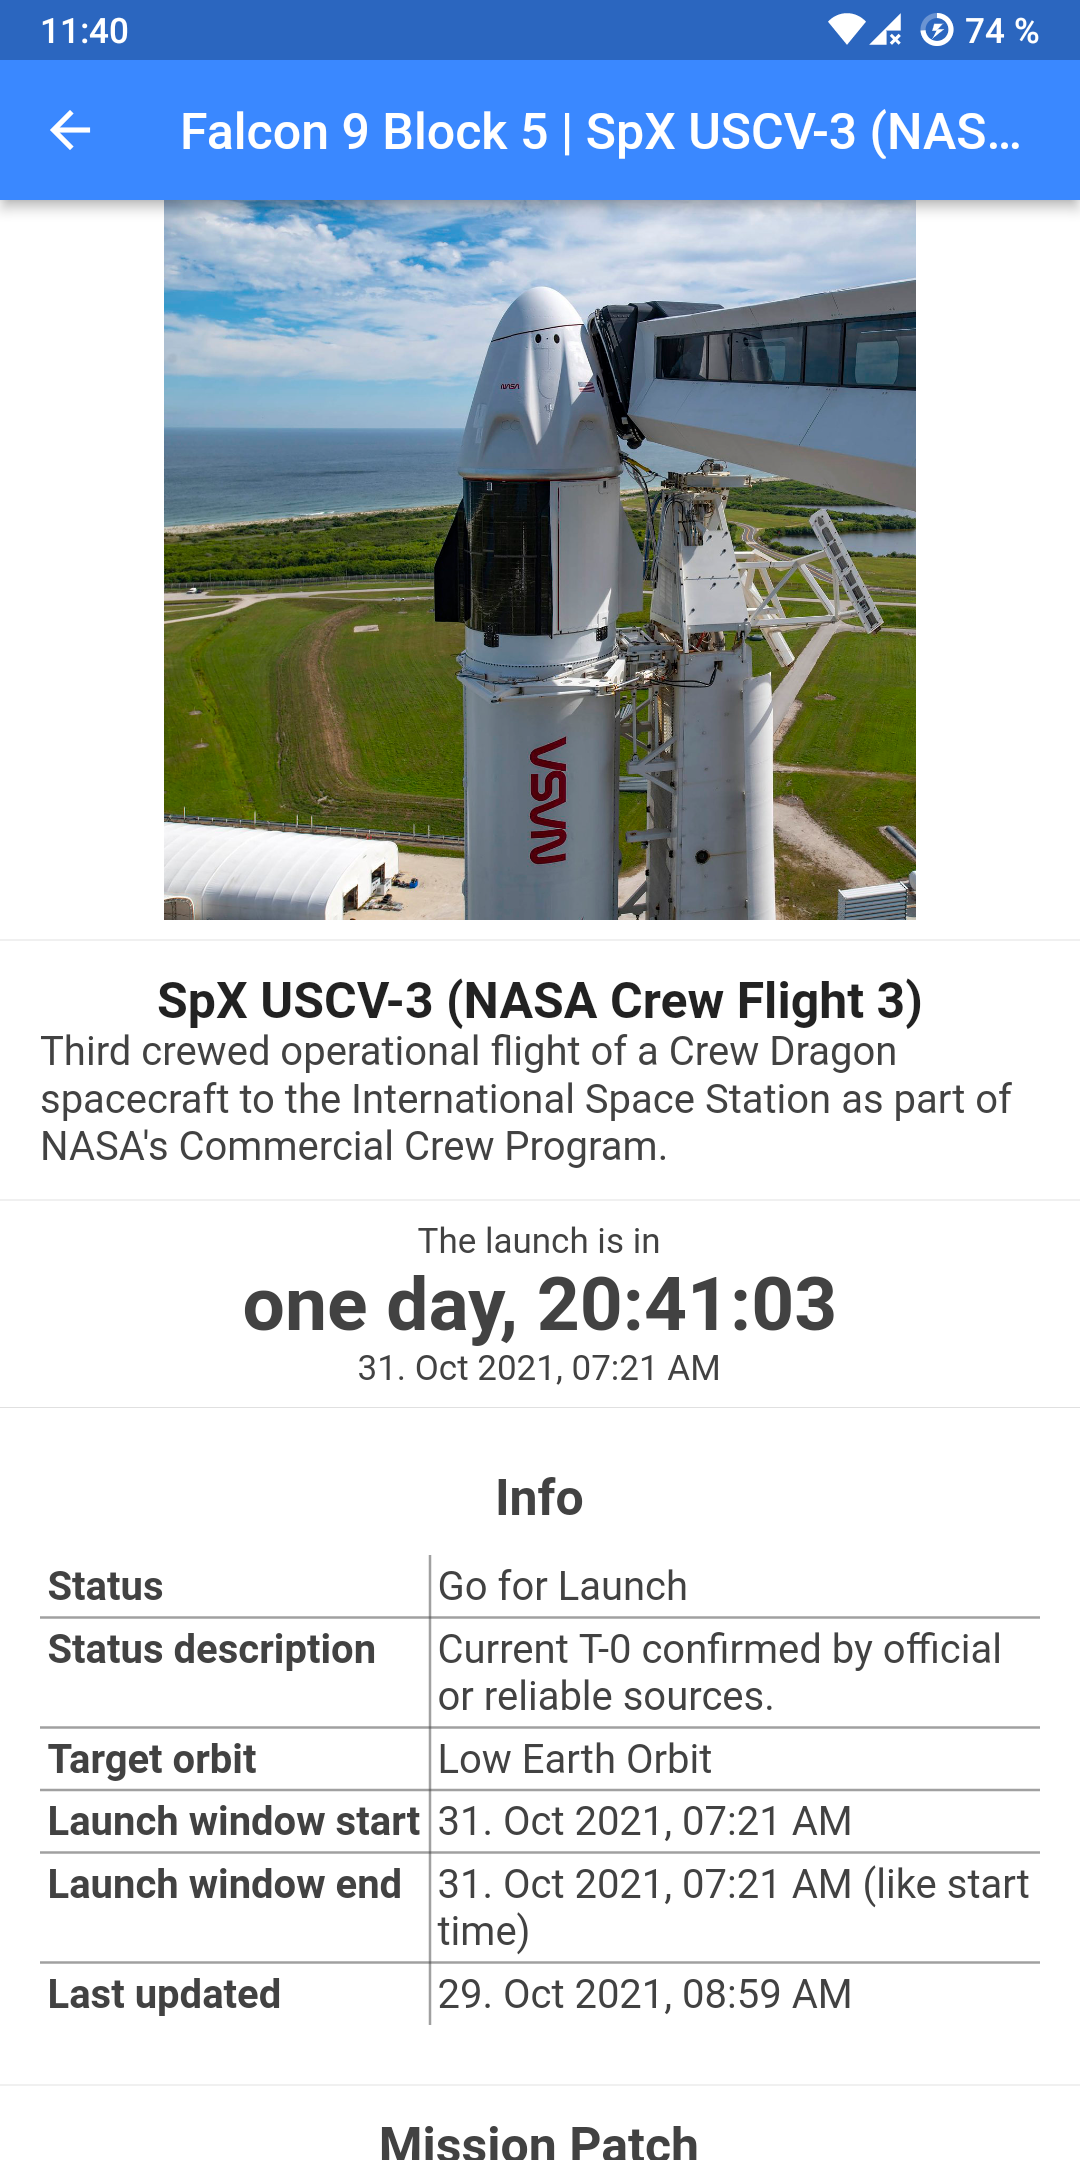 11:40
74 %
Falcon 9 Block 5 | SpX USCV-3 (NAS...
NASA
NASA
SpX USCV-3 (NASA Crew Flight 3)
Third crewed operational flight of a Crew Dragon
spacecraft to the International Space Station as part of
NASA's Commercial Crew Program.
The launch is in
one day, 20:41:03
31. Oct 2021, 07:21 AM
Info
Status
Go for Launch
Status description
Current T-0 confirmed by official
or reliable sources.
Target orbit
Low Earth Orbit
Launch window start
31. Oct 2021, 07:21 AM
Launch window end
31. Oct 2021, 07:21 AM (like start
time)
Last updated
29. Oct 2021, 08:59 AM
Mission Patch